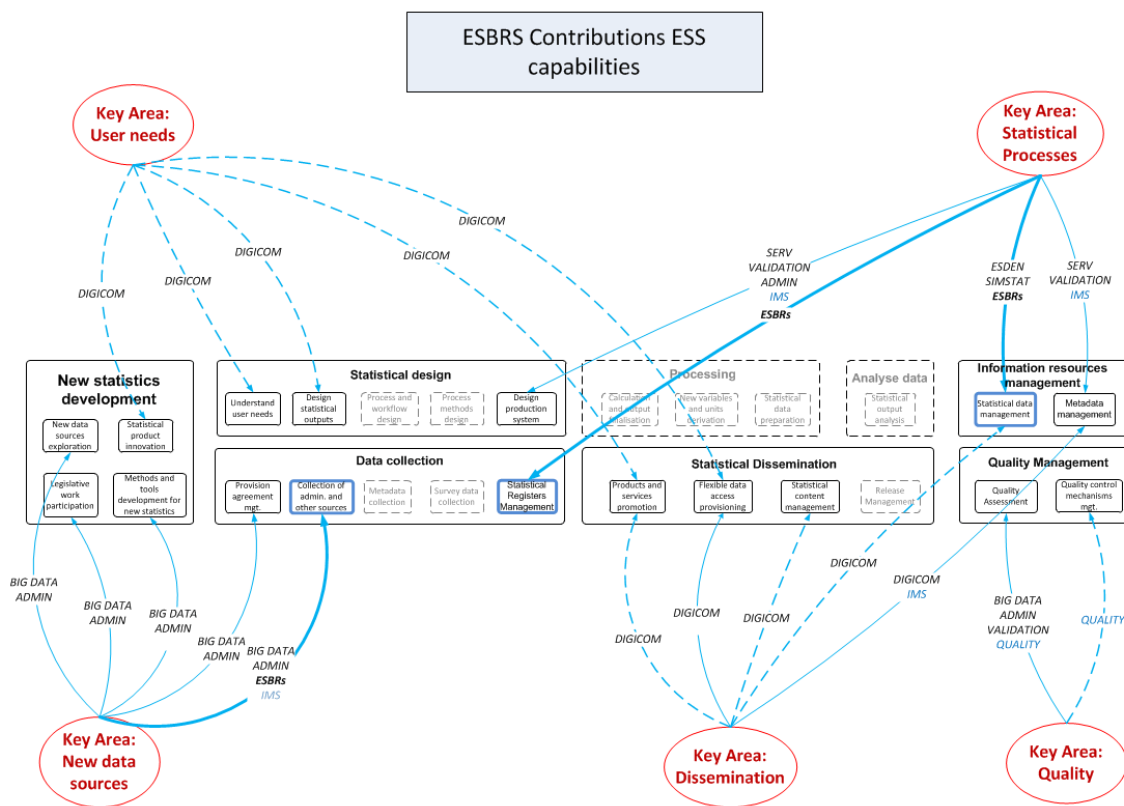 ESBRS Contributions ESS
capabilities
Key Area:
User needs
Key Area:
Statistical
Processes
DIGICOM
DIGICOM
DIGICOM
DIGICOM
DIGICOM
SERV
VALIDATION
ADMIN
IMS
ESBRs
ESDEN
SIMSTAT
ESBRs
SERV
VALIDATION
IMS
New statistics
development
New data
sources
exploration
Statistical
product
innovation
Legislative
work
participation
Methods and
tools
development for
new statistics
Statistical design
Understand
user needs
Design
statistical
outputs
Process and
workflow
design
Process
methods
design
Design
production
system
Processing
Calculation
and output
finalisation
New variables
and units
derivation
Statistical
data
preparation
Analyse data
Statistical
output
analysis
Information resources
management
Statistical data
management
Metadata
management
Data collection
Provision
agreement
mgt.
Collection of
admin. and
other sources
Metadata
collection
Survey data
collection
Statistical
Registers
Management
Statistical Dissemination
Products and
services
promotion
Flexible data
access
provisioning
Statistical
content
management
Release
Management
Quality Management
Quality
Assessment
Quality control
mechanisms
mgt.
BIG DATA
ADMIN
BIG DATA
ADMIN
BIG DATA
ADMIN
BIG DATA
ADMIN
BIG DATA
ADMIN
ESBRs
IMS
DIGICOM
DIGICOM
DIGICOM
DIGICOM
DIGICOM
IMS
BIG DATA
ADMIN
VALIDATION
QUALITY
QUALITY
Key Area:
New data
sources
Key Area:
Dissemination
Key Area:
Quality